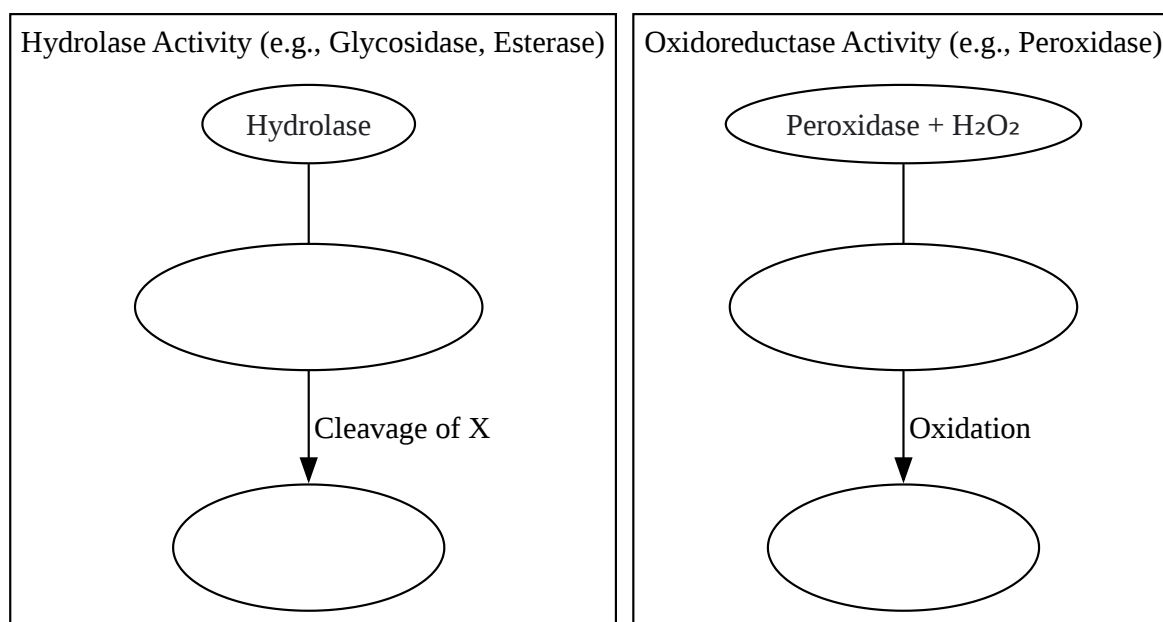 Hydrolase Activity (e.g., Glycosidase, Esterase)
Hydrolase
Cleavage of X
Oxidoreductase Activity (e.g., Peroxidase)
Peroxidase + H₂O₂
Oxidation